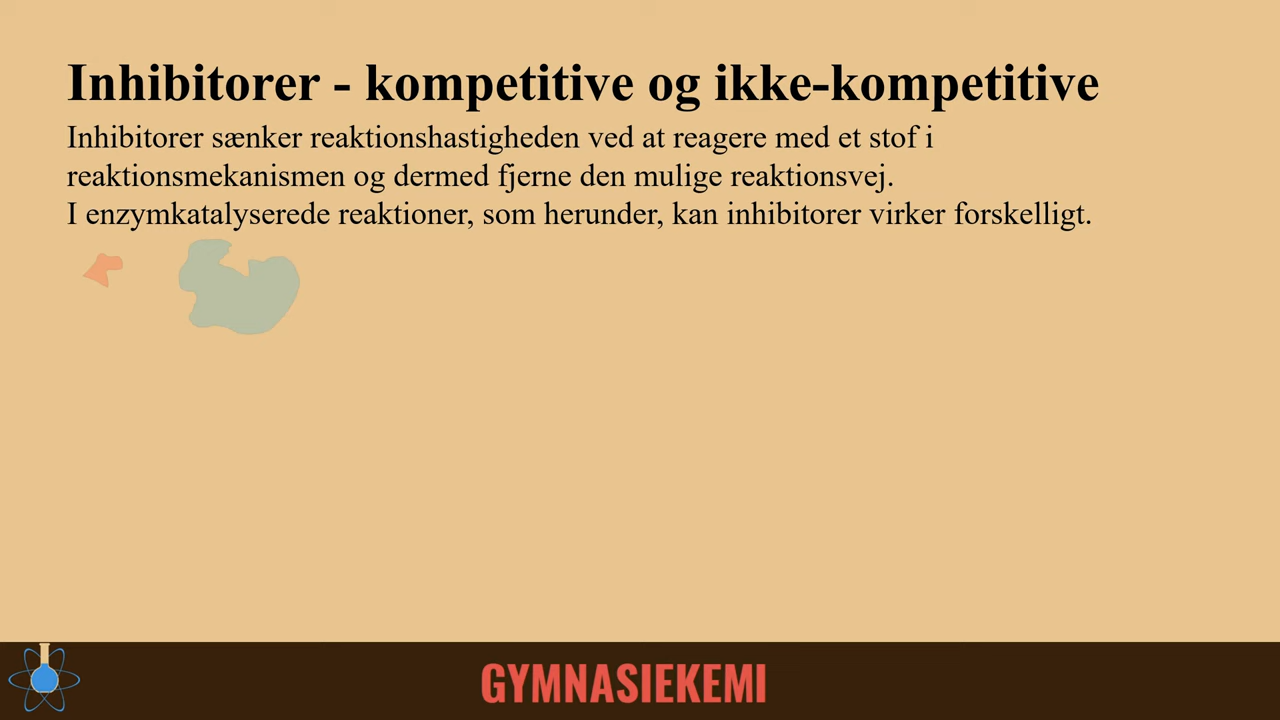 Inhibitorer - kompetitive og ikke-kompetitive
Inhibitorer sænker reaktionshastigheden ved at reagere med et stof i
reaktionsmekanismen og dermed fjerne den mulige reaktionsvej.
I enzymkatalyserede reaktioner, som herunder, kan inhibitorer virker forskelligt.
GYMNASIEKEMI